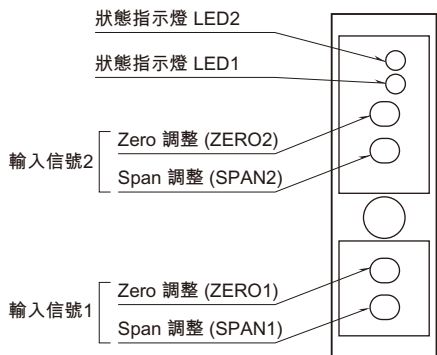 狀態指示燈 LED2
狀態指示燈 LED1
輸入信號2
Zero 調整 (ZERO2)
Span 調整 (SPAN2)
輸入信號1
Zero 調整 (ZERO1)
Span 調整 (SPAN1)